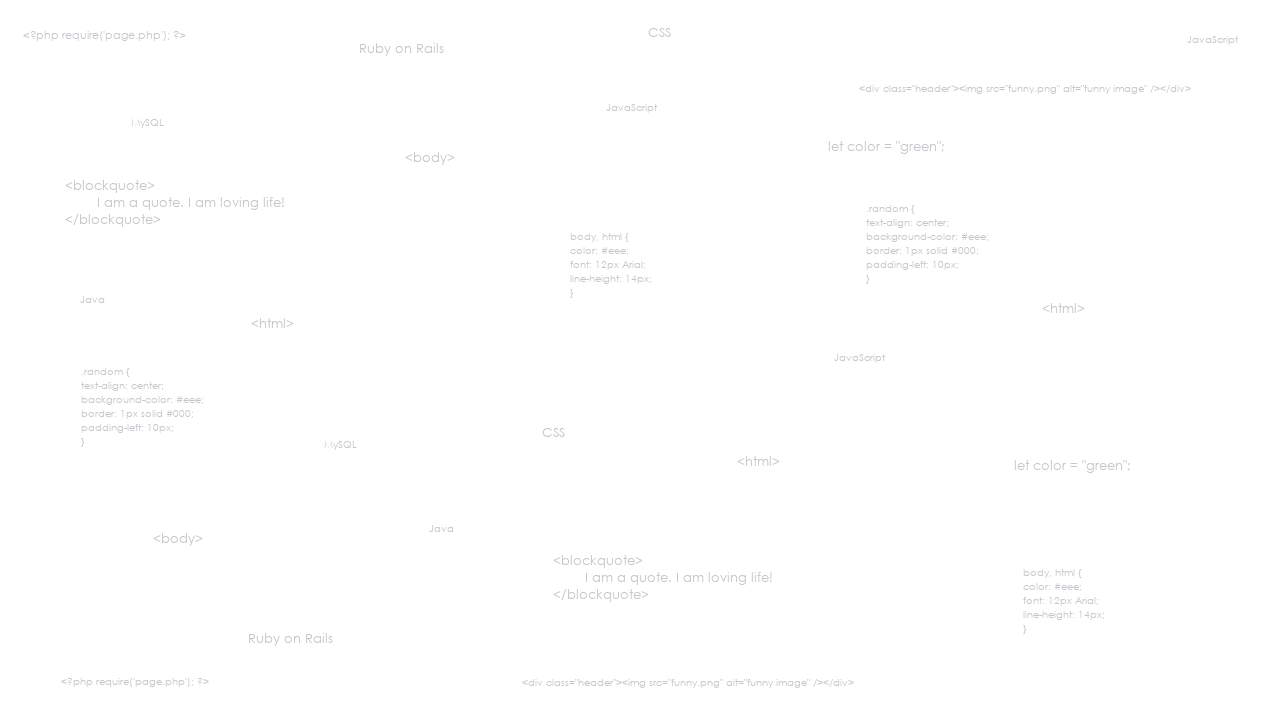 <?php require('page.php'); ?>
Ruby on Rails
CSS
JavaScript
<div class="header"><img src="funny.png" alt="funny image" /></div>
JavaScript
MySQL
let color = "green";
<body>
<blockquote>
I am a quote. I am loving life!
</blockquote>
.random {
text-align: center;
background-color: #eee;
border: 1px solid #000;
padding-left: 10px;
}
body, html {
color: #eee;
font: 12px Arial;
line-height: 14px;
}
Java
<html>
<html>
JavaScript
.random {
text-align: center;
background-color: #eee;
border: 1px solid #000;
padding-left: 10px;
}
MySQL
CSS
<html>
let color = "green";
Java
<body>
<blockquote>
I am a quote. I am loving life!
</blockquote>
body, html {
color: #eee;
font: 12px Arial;
line-height: 14px;
}
Ruby on Rails
<?php require('page.php'); ?>
<div class="header"><img src="funny.png" alt="funny image" /></div>